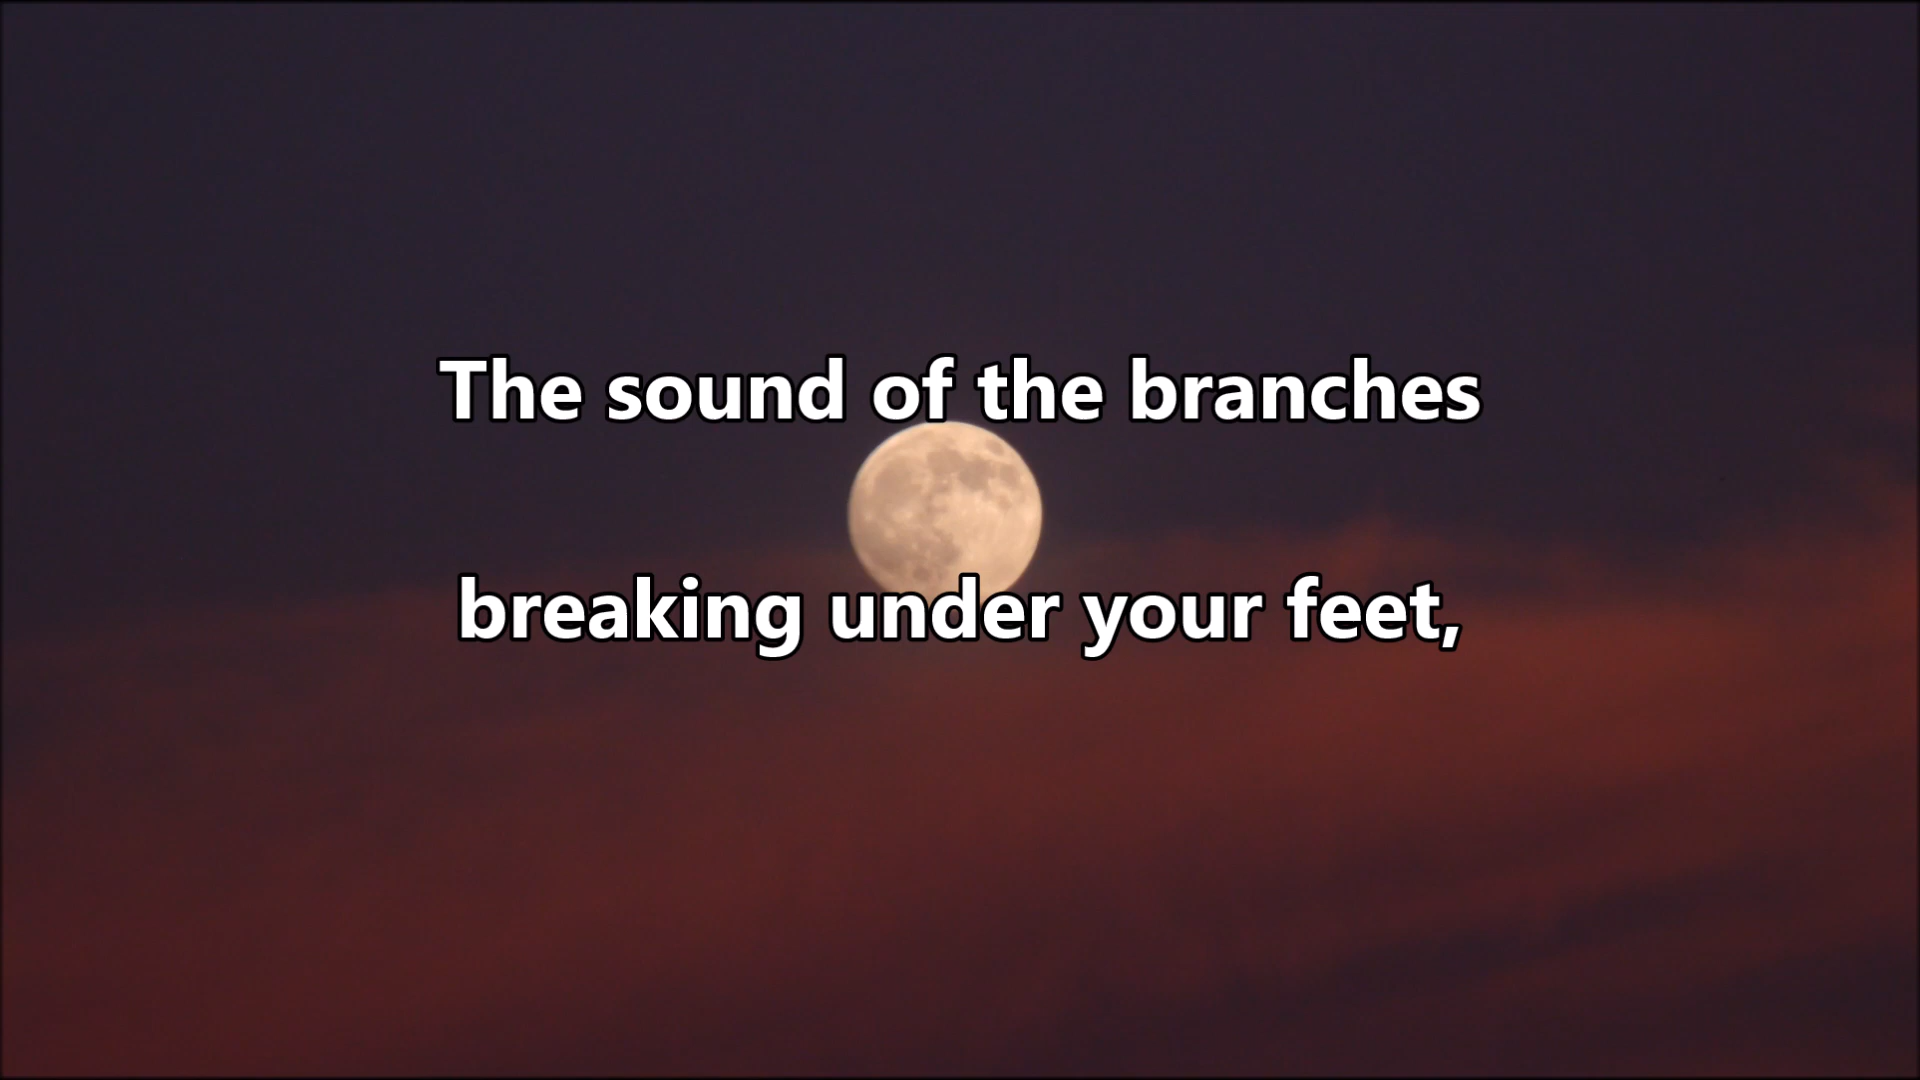 The sound of the branches
breaking under your feet,